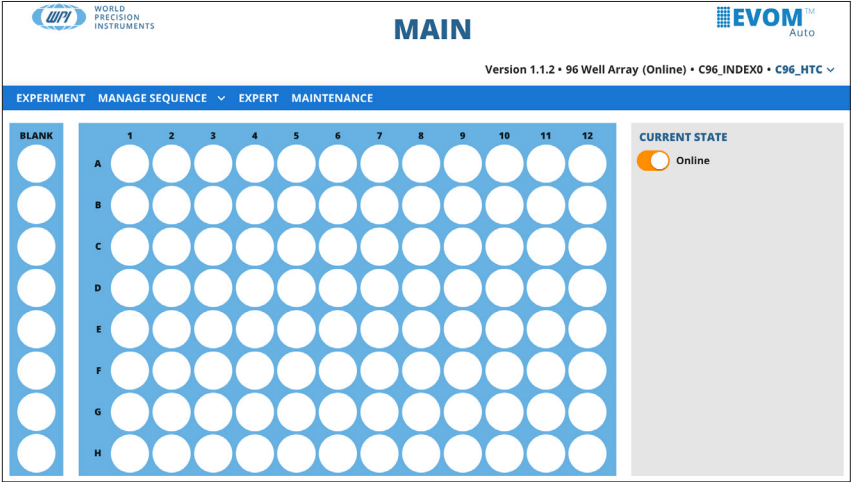 WPI
WORLD
PRECISION
INSTRUMENTS
MAIN
EVOM™
Auto
Version 1.1.2 • 96 Well Array (Online) • C96_INDEX0 • C96_HTC
EXPERIMENT MANAGE SEQUENCE EXPERT MAINTENANCE
BLANK 1 2 3 4 5 6 7 8 9 10 11 12
CURRENT STATE
Online
A
B
C
D
E
F
G
H